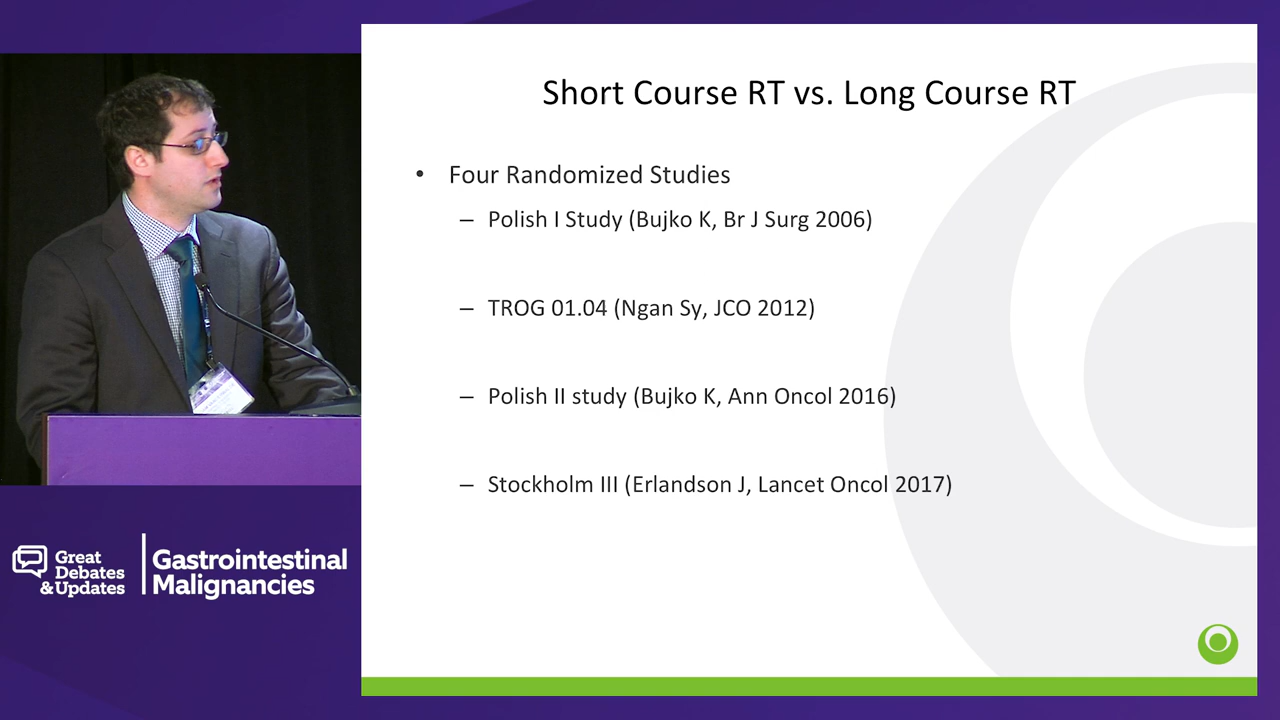 Short Course RT vs. Long Course RT
• Four Randomized Studies
– Polish I Study (Bujko K, Br J Surg 2006)
– TROG 01.04 (Ngan Sy, JCO 2012)
– Polish II study (Bujko K, Ann Oncol 2016)
– Stockholm III (Erlandson J, Lancet Oncol 2017)
Great
Debates
& Updates
Gastrointestinal
Malignancies